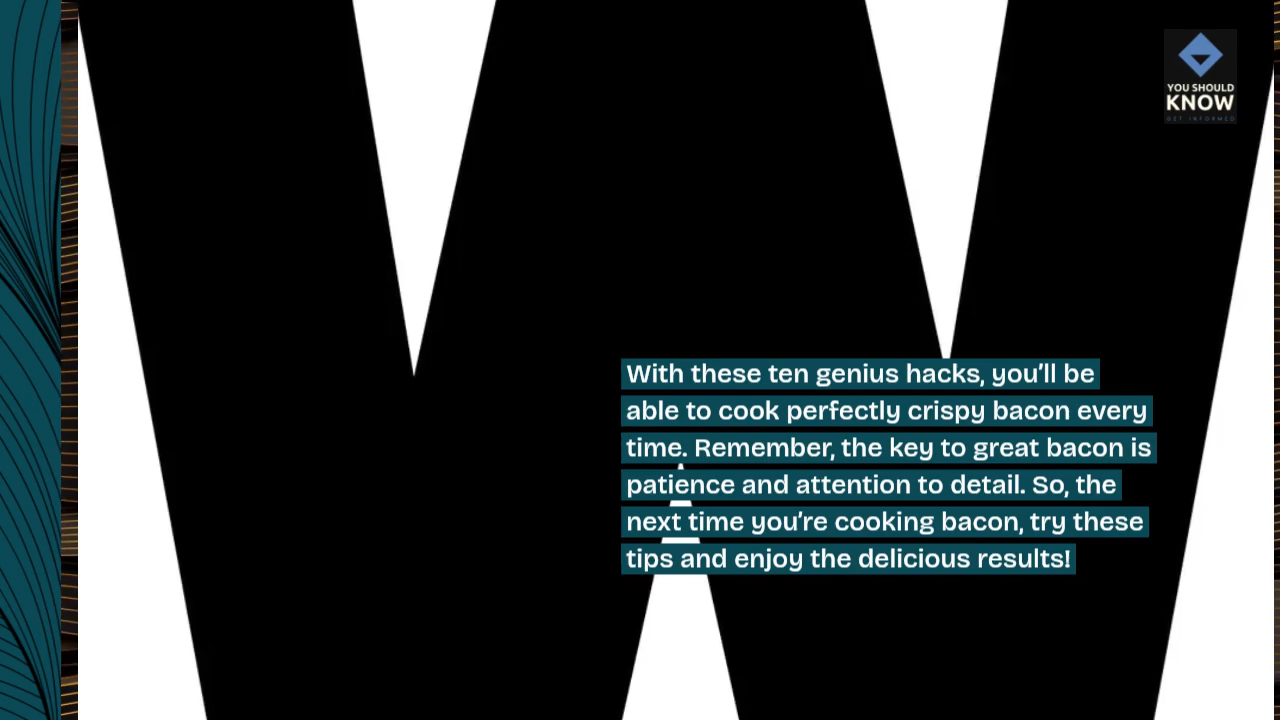 YOU SHOULD
KNOW
GET INFORMED
With these ten genius hacks, you’ll be
able to cook perfectly crispy bacon every
time. Remember, the key to great bacon is
patience and attention to detail. So, the
next time you’re cooking bacon, try these
tips and enjoy the delicious results!